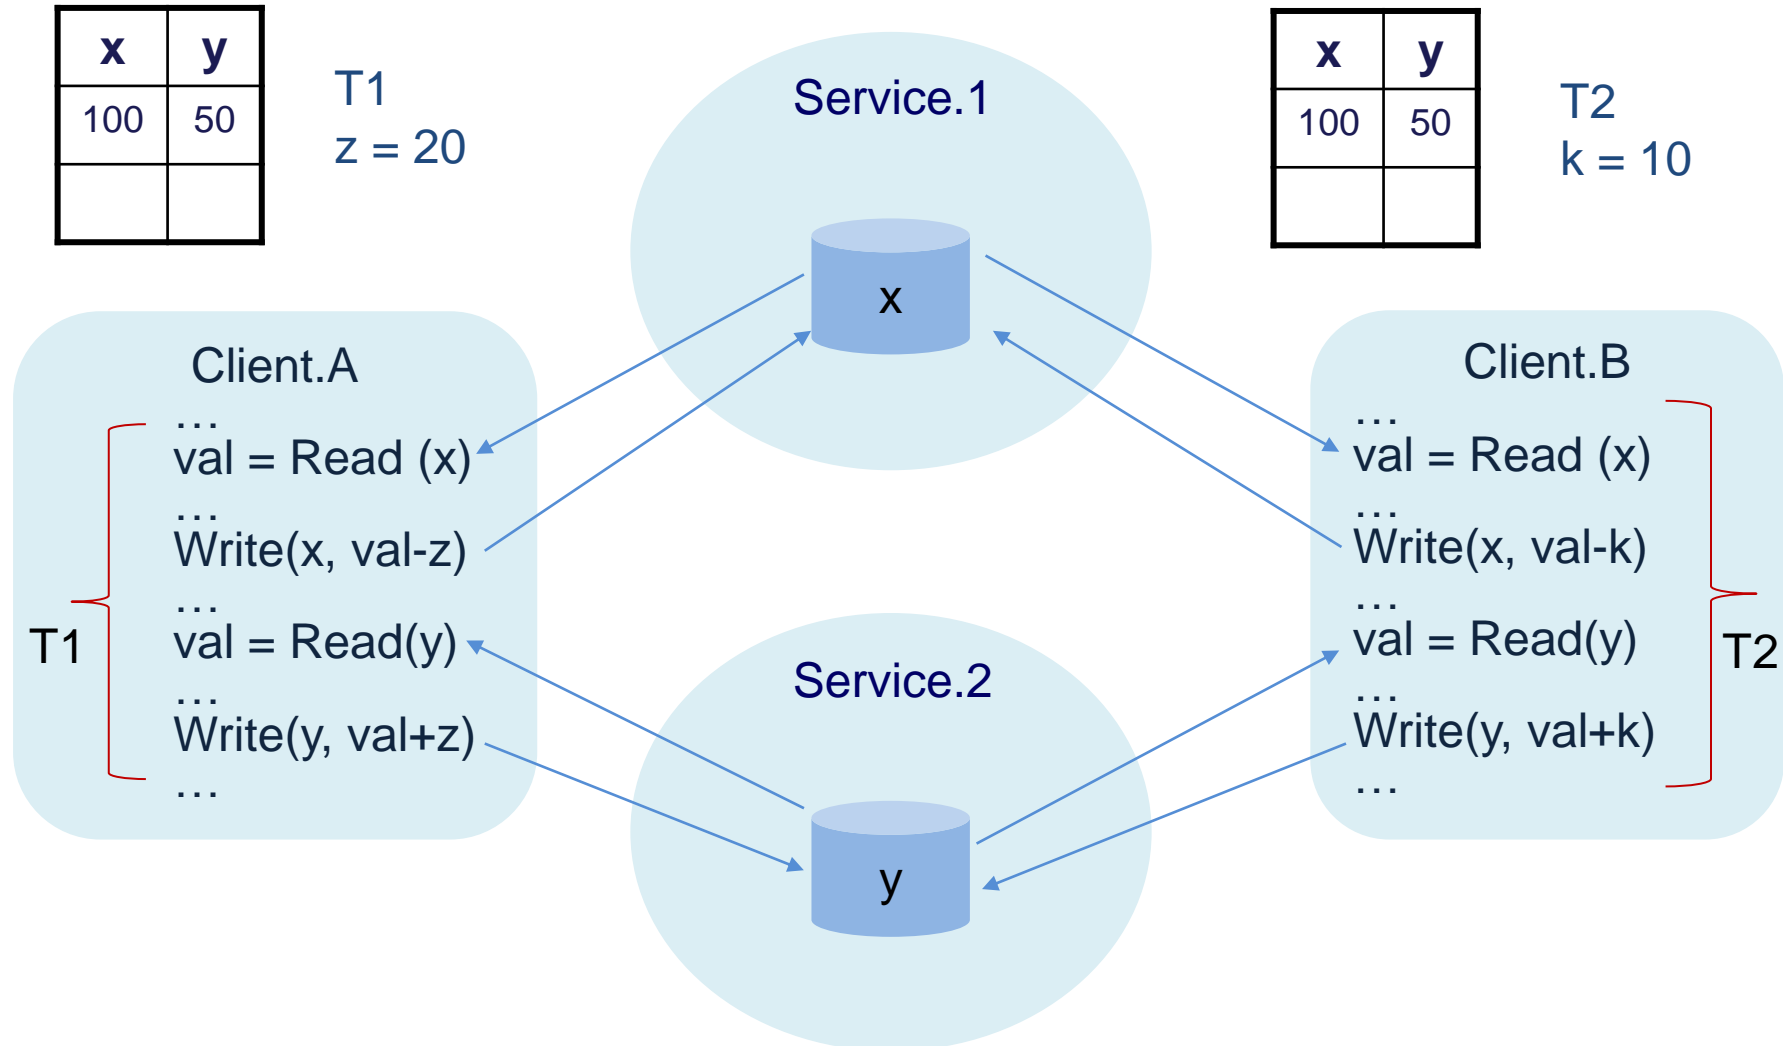 x y
100 50
T1
z = 20
Service.1
x
x y
100 50
T2
k = 10
Client.A
...
val = Read (x)
...
Write(x, val-z)
...
val = Read(y)
...
Write(y, val+z)
...
T1
Service.2
y
Client.B
...
val = Read (x)
...
Write(x, val-k)
...
val = Read(y)
...
Write(y, val+k)
...
T2